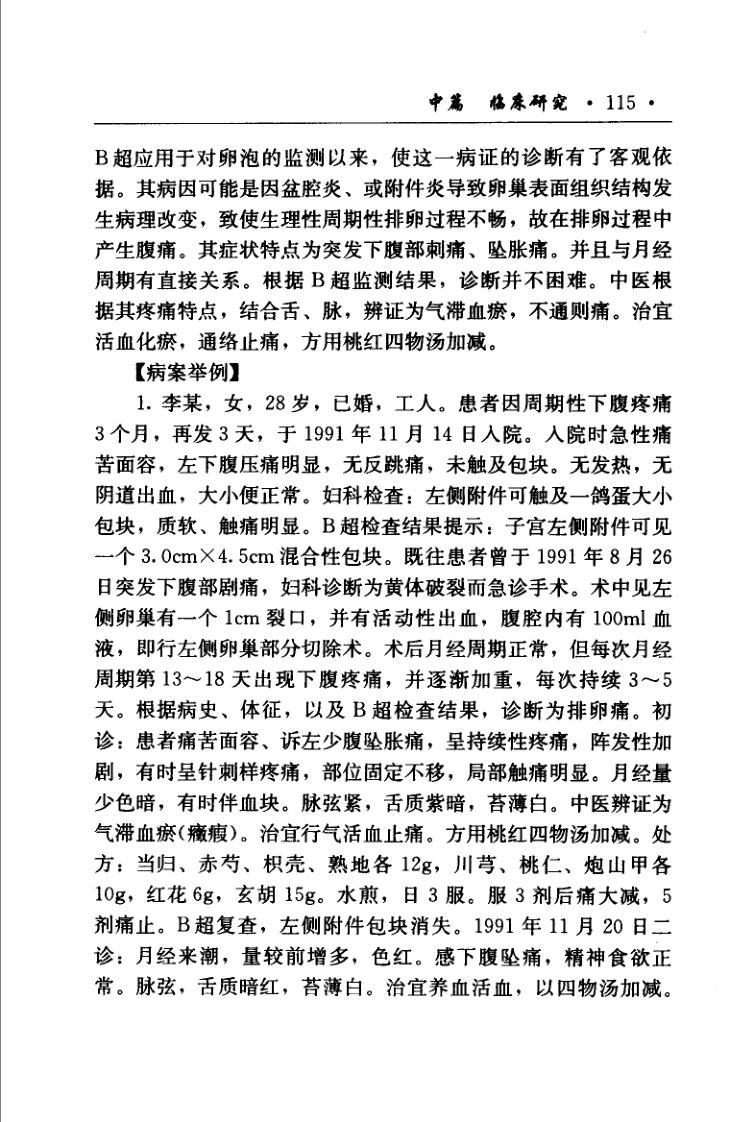 中篇 临床研究 · 115 ·
B超应用于对卵泡的监测以来，使这一病证的诊断有了客观依
据。其病因可能是因盆腔炎、或附件炎导致卵巢表面组织结构发
生病理改变，致使生理性周期性排卵过程不畅，故在排卵过程中
产生腹痛。其症状特点为突发下腹部刺痛、坠胀痛。并且与月经
周期有直接关系。根据 B 超监测结果，诊断并不困难。中医根
据其疼痛特点，结合舌、脉，辨证为气滞血瘀，不通则痛。治宜
活血化瘀，通络止痛，方用桃红四物汤加减。
【病案举例】
1. 李某，女，28 岁，已婚，工人。患者因周期性下腹疼痛
3 个月，再发 3 天，于 1991 年 11 月 14 日入院。入院时急性痛
苦面容，左下腹压痛明显，无反跳痛，未触及包块。无发热，无
阴道出血，大小便正常。妇科检查：左侧附件可触及一鸽蛋大小
包块，质软、触痛明显。B 超检查结果提示：子宫左侧附件可见
一个 3.0cm×4.5cm 混合性包块。既往患者曾于 1991 年 8 月 26
日突发下腹部剧痛，妇科诊断为黄体破裂而急诊手术。术中见左
侧卵巢有一个 1cm 裂口，并有活动性出血，腹腔内有 100ml 血
液，即行左侧卵巢部分切除术。术后月经周期正常，但每次月经
周期第 13～18 天出现下腹疼痛，并逐渐加重，每次持续 3～5
天。根据病史、体征，以及 B 超检查结果，诊断为排卵痛。初
诊：患者痛苦面容、诉左少腹坠胀痛，呈持续性疼痛，阵发性加
剧，有时呈针刺样疼痛，部位固定不移，局部触痛明显。月经量
少色暗，有时伴血块。脉弦紧，舌质紫暗，苔薄白。中医辨证为
气滞血瘀（癥瘕）。治宜行气活血止痛。方用桃红四物汤加减。处
方：当归、赤芍、枳壳、熟地各 12g，川芎、桃仁、炮山甲各
10g，红花 6g，玄胡 15g。水煎，日 3 服。服 3 剂后痛大减，5
剂痛止。B 超复查，左侧附件包块消失。1991 年 11 月 20 日二
诊：月经来潮，量较前增多，色红。感下腹坠痛，精神食欲正
常。脉弦，舌质暗红，苔薄白。治宜养血活血，以四物汤加减。